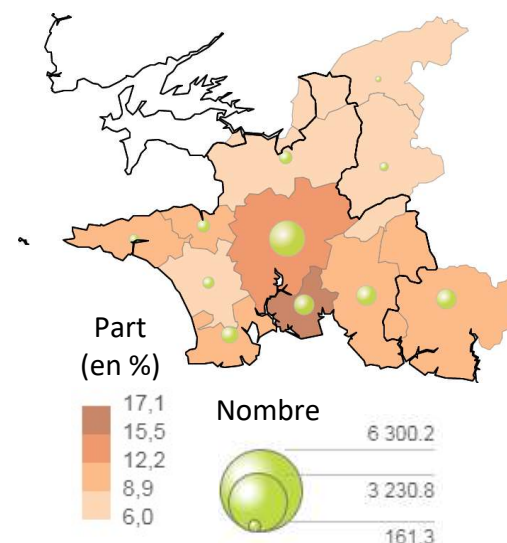 Part
(en %)
17,1
15,5
12,2
8,9
6,0
Nombre
6 300.2
3 230.8
161.3